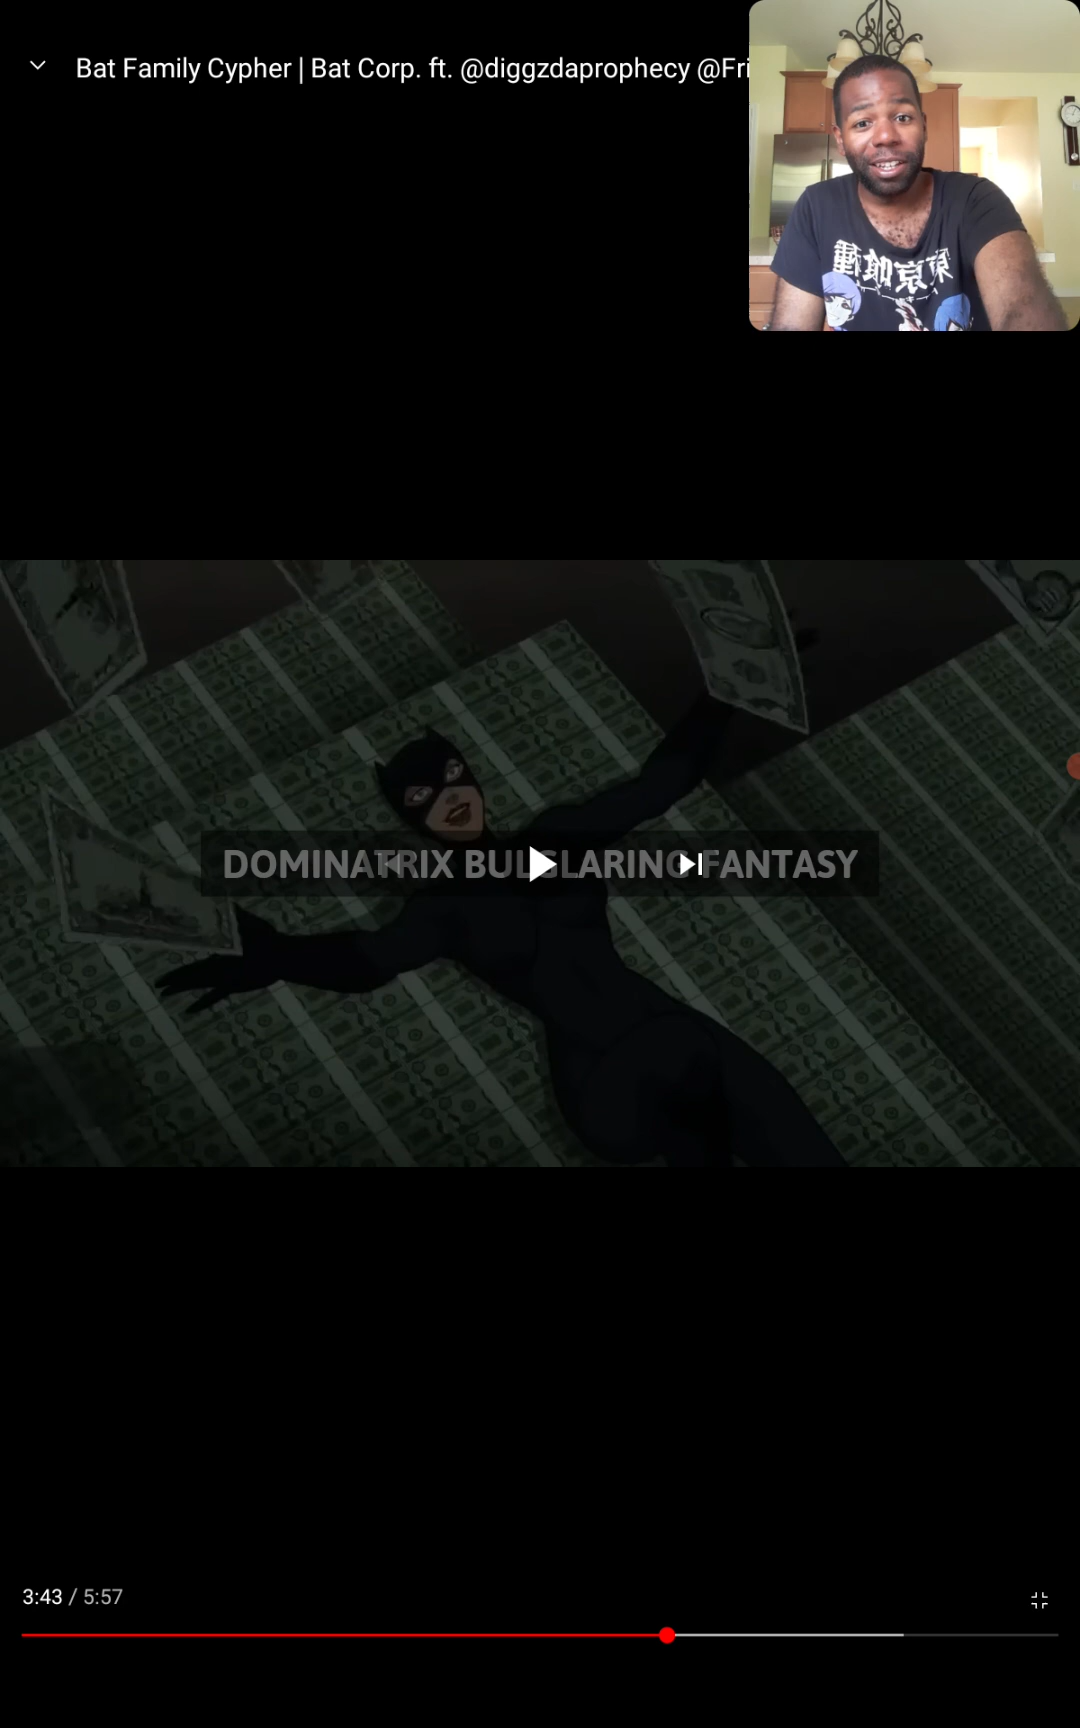 Bat Family Cypher | Bat Corp. ft. @diggzdaprophecy @Fri
DOMINATRIX BURGLARING FANTASY
3:43 / 5:57